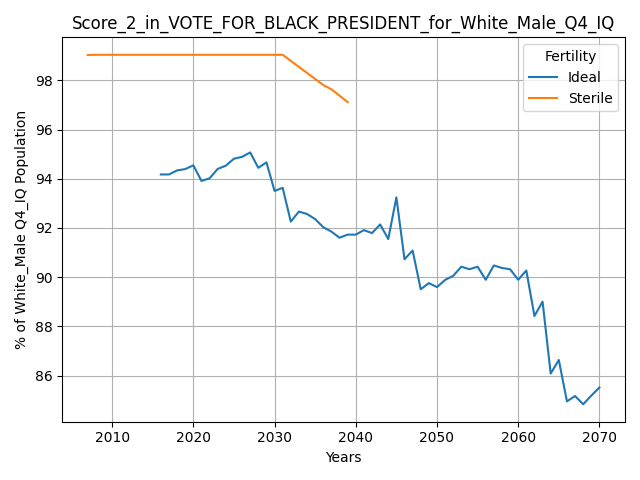 Score_2_in_VOTE_FOR_BLACK_PRESIDENT_for_White_Male_Q4_IQ
% of White_Male Q4_IQ Population
98
96
94
92
90
88
86
Fertility
Ideal
Sterile
2010 2020 2030 2040 2050 2060 2070
Years